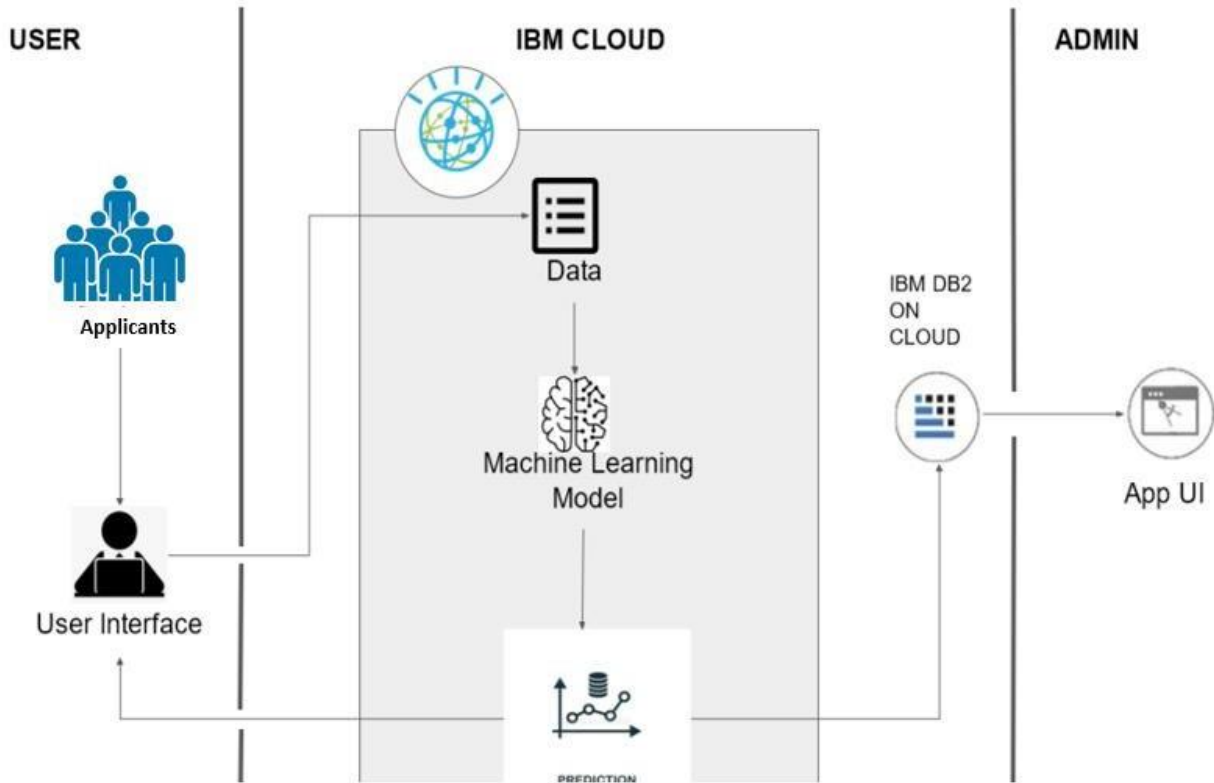 USER
IBM CLOUD
ADMIN
Applicants
Data
IBM DB2
ON
CLOUD
Machine Learning
Model
App UI
User Interface
PREDICTION